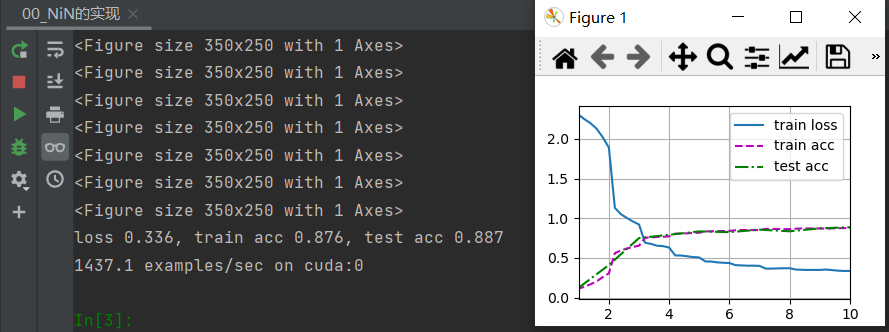 00_NiN的实现
<Figure size 350x250 with 1 Axes>
<Figure size 350x250 with 1 Axes>
<Figure size 350x250 with 1 Axes>
<Figure size 350x250 with 1 Axes>
<Figure size 350x250 with 1 Axes>
<Figure size 350x250 with 1 Axes>
<Figure size 350x250 with 1 Axes>
loss 0.336, train acc 0.876, test acc 0.887
1437.1 examples/sec on cuda:0
In[3]:
Figure 1
»
train loss
train acc
test acc
2.0
1.5
1.0
0.5
0.0
2 4 6 8 10